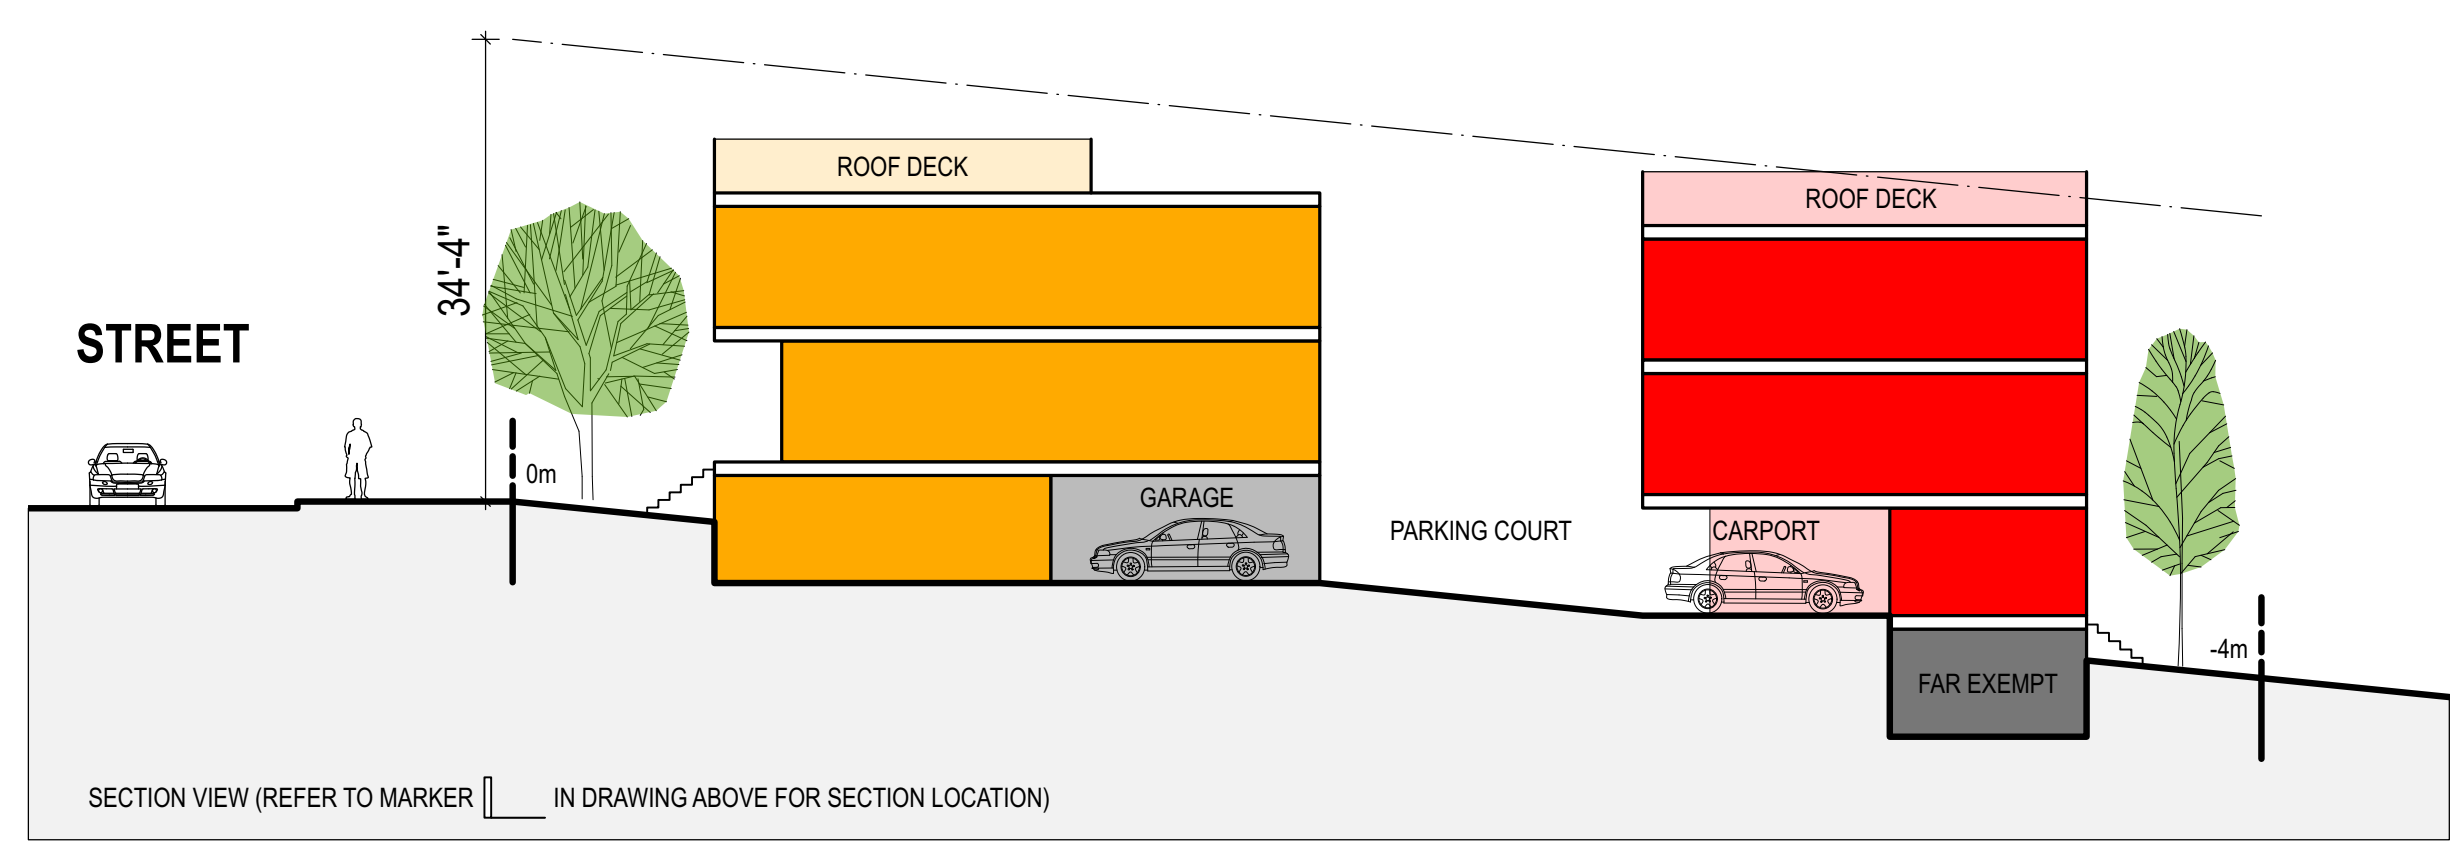 34'-4"
ROOF DECK
ROOF DECK
STREET
0m
GARAGE
PARKING COURT
CARPORT
-4m
FAR EXEMPT
SECTION VIEW (REFER TO MARKER IN DRAWING ABOVE FOR SECTION LOCATION)